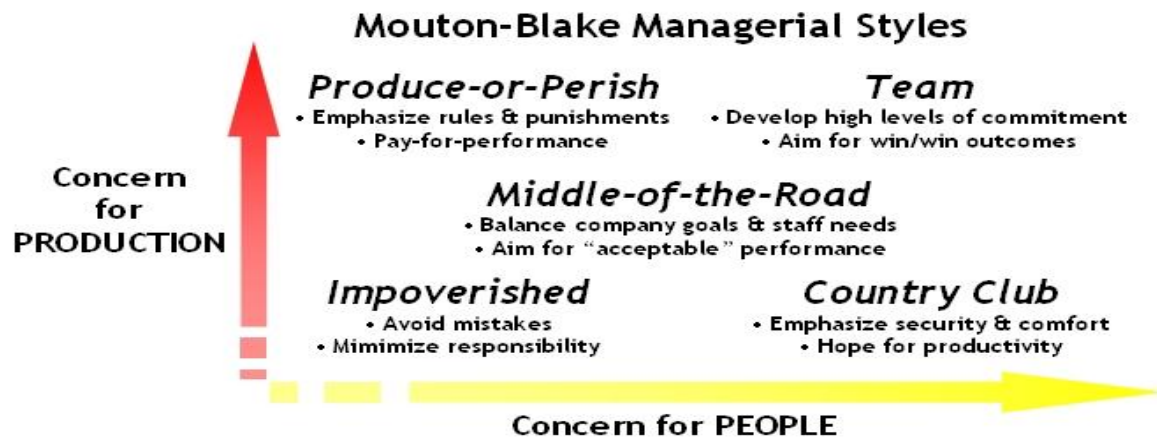 Mouton-Blake Managerial Styles
Produce-or-Perish
• Emphasize rules & punishments
• Pay-for-performance
Team
• Develop high levels of commitment
• Aim for win/win outcomes
Concern
for
PRODUCTION
Middle-of-the-Road
• Balance company goals & staff needs
• Aim for “acceptable” performance
Impoverished
• Avoid mistakes
• Mimimize responsibility
Country Club
• Emphasize security & comfort
• Hope for productivity
Concern for PEOPLE